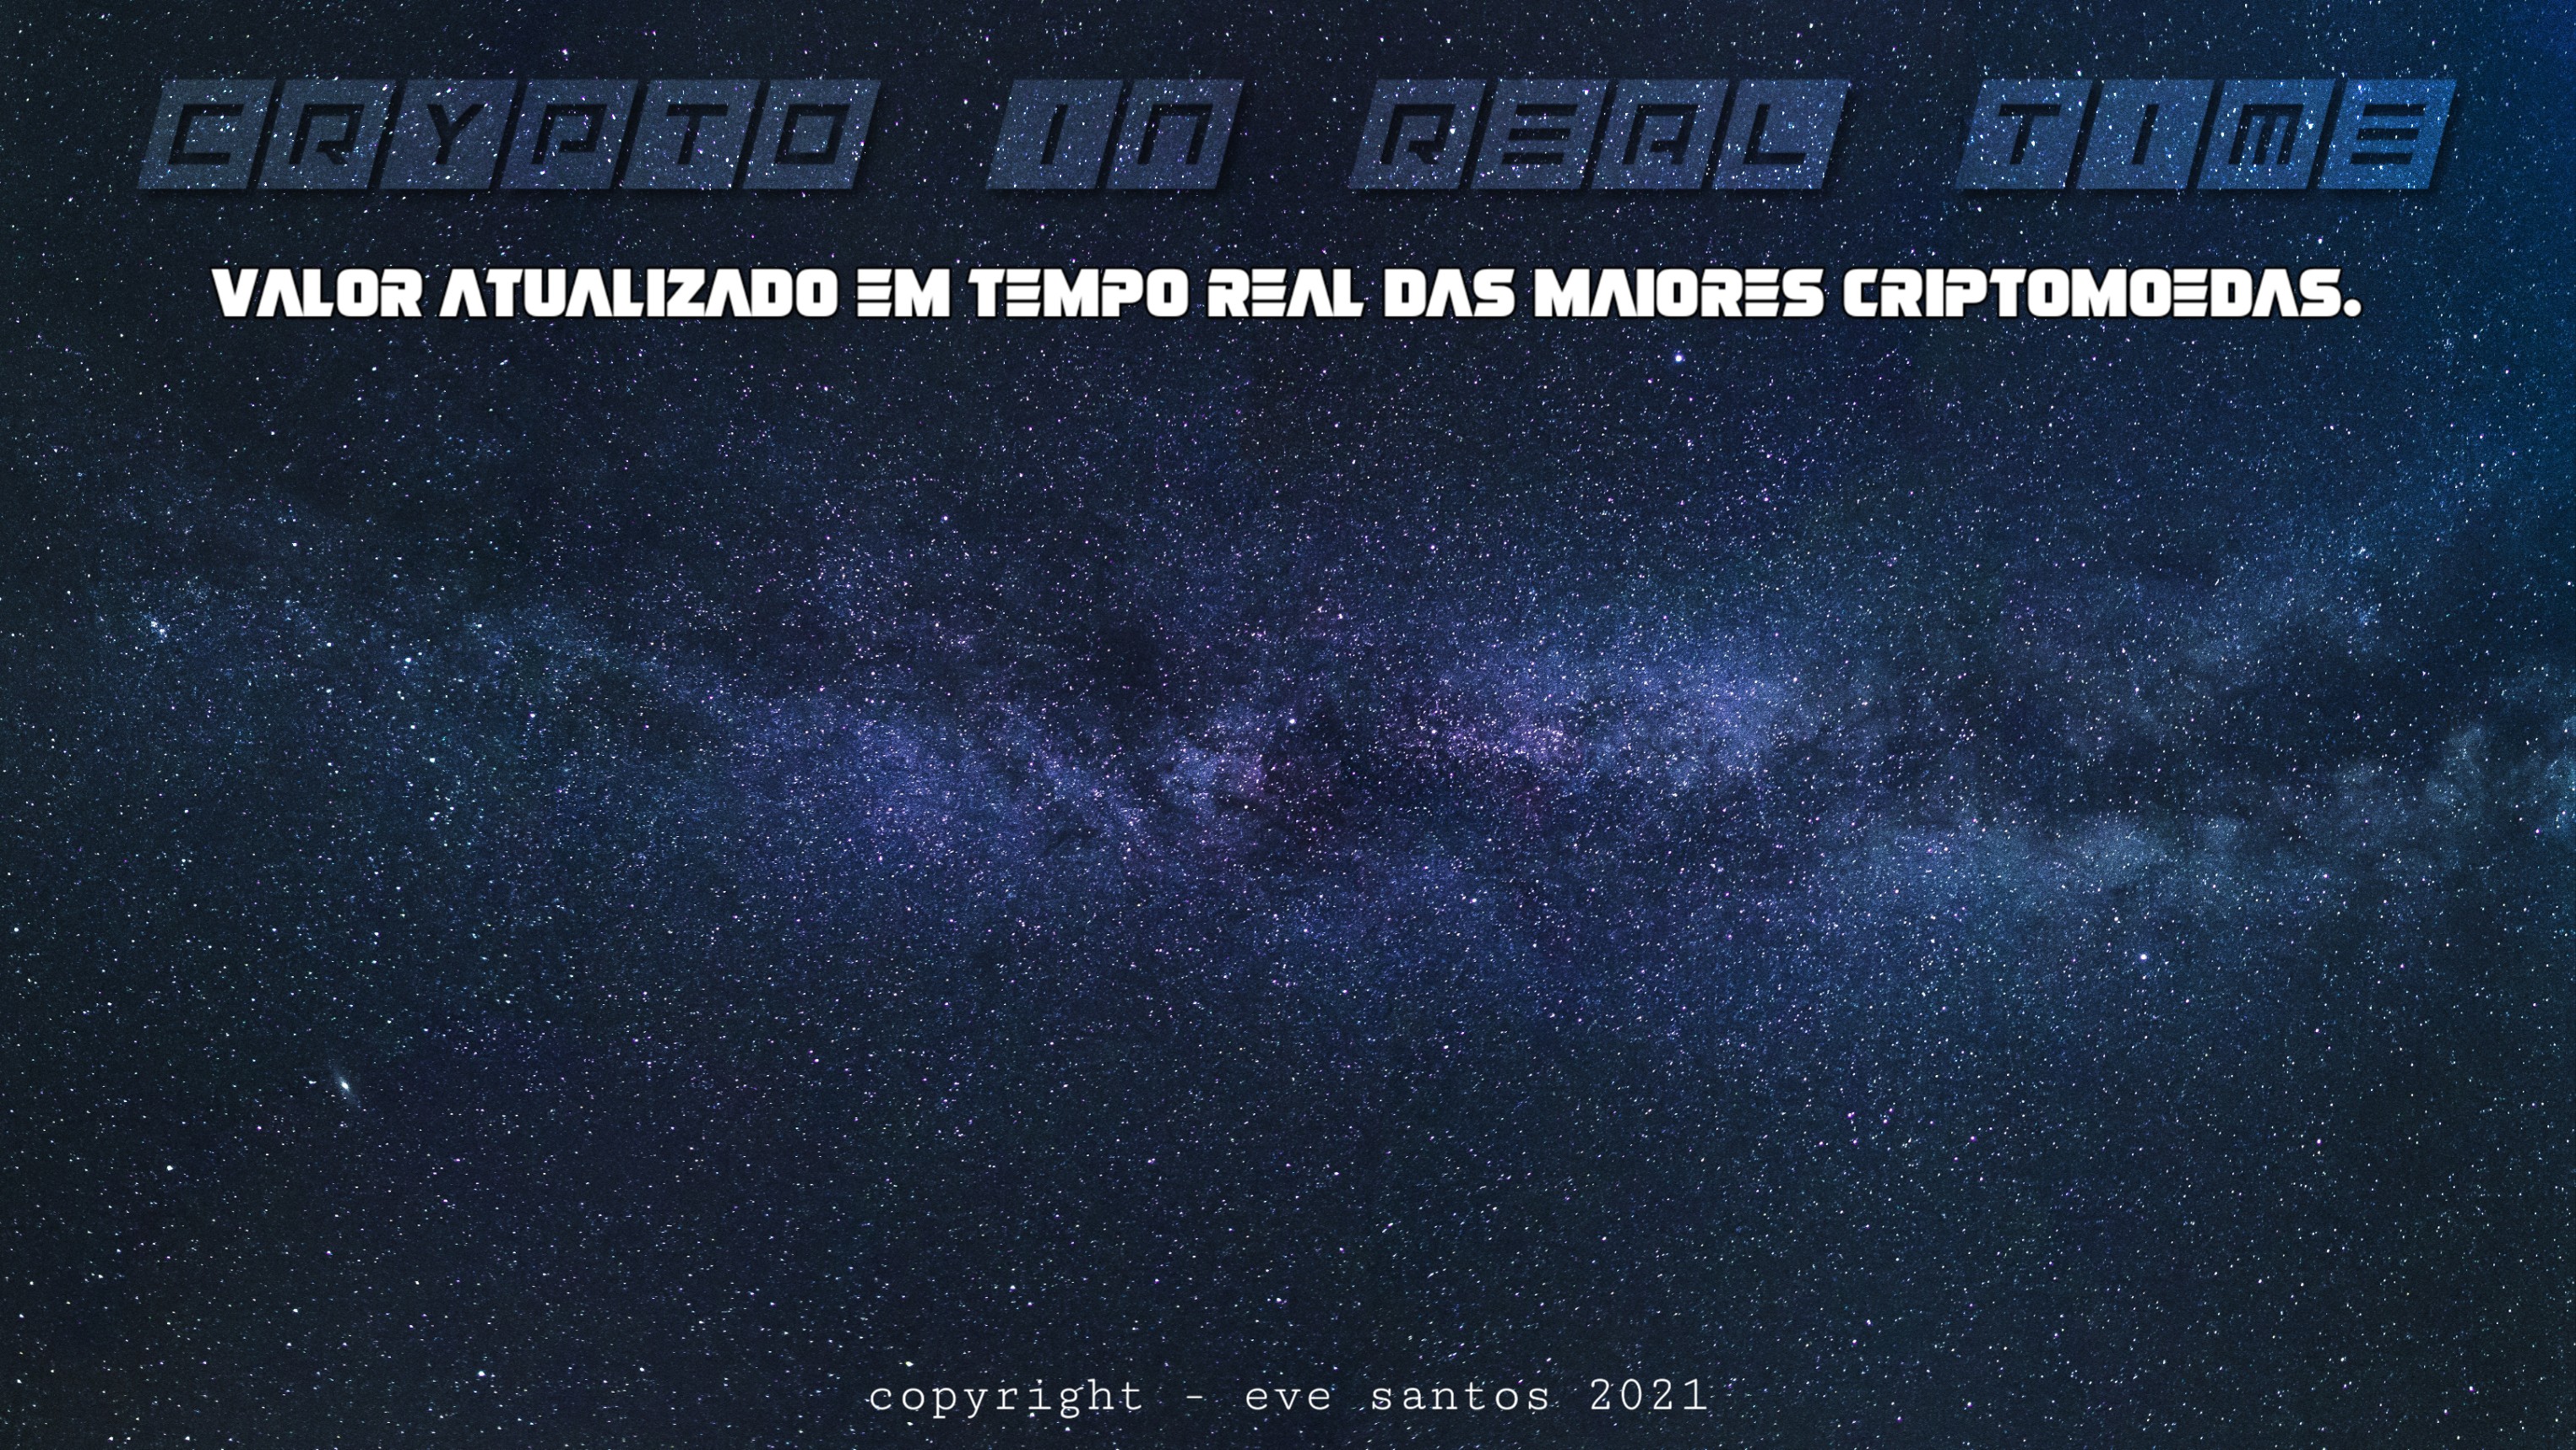 CRYPTO IN REAL TIME
VALOR ATUALIZADO EM TEMPO REAL DAS MAIORES CRIPTOMOEDAS.
copyright - eve santos 2021